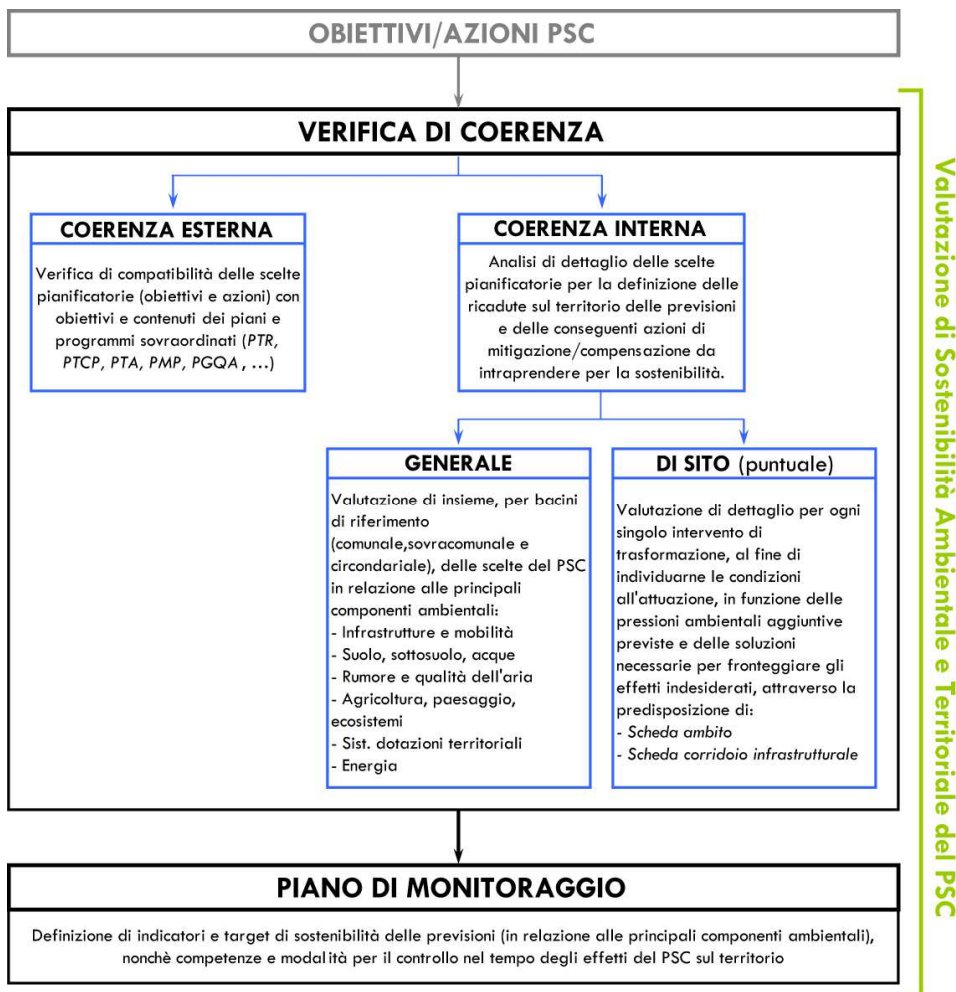 OBIETTIVI/AZIONI PSC
VERIFICA DI COERENZA
COERENZA ESTERNA
Verifica di compatibilità delle scelte
pianificatorie (obiettivi e azioni) con
obiettivi e contenuti dei piani e
programmi sovraordinati (PTR,
PTCP, PTA, PMP, PGQA , ...)
COERENZA INTERNA
Analisi di dettaglio delle scelte
pianificatorie per la definizione delle
ricadute sul territorio delle previsioni
e delle conseguenti azioni di
mitigazione/compensazione da
intraprendere per la sostenibilità.
GENERALE
Valutazione di insieme, per bacini
di riferimento
(comunale,sovracomunale e
circondariale), delle scelte del PSC
in relazione alle principali
componenti ambientali:
- Infrastrutture e mobilità
- Suolo, sottosuolo, acque
- Rumore e qualità dell'aria
- Agricoltura, paesaggio,
ecosistemi
- Sist. dotazioni territoriali
- Energia
DI SITO (puntuale)
Valutazione di dettaglio per ogni
singolo intervento di
trasformazione, al fine di
individuarne le condizioni
all'attuazione, in funzione delle
pressioni ambientali aggiuntive
previste e delle soluzioni
necessarie per fronteggiare gli
effetti indesiderati, attraverso la
predisposizione di:
- Scheda ambito
- Scheda corridoio infrastrutturale
PIANO DI MONITORAGGIO
Definizione di indicatori e target di sostenibilità delle previsioni (in relazione alle principali componenti ambientali),
nonchè competenze e modalità per il controllo nel tempo degli effetti del PSC sul territorio
Valutazione di Sostenibilità Ambientale e Territoriale del PSC